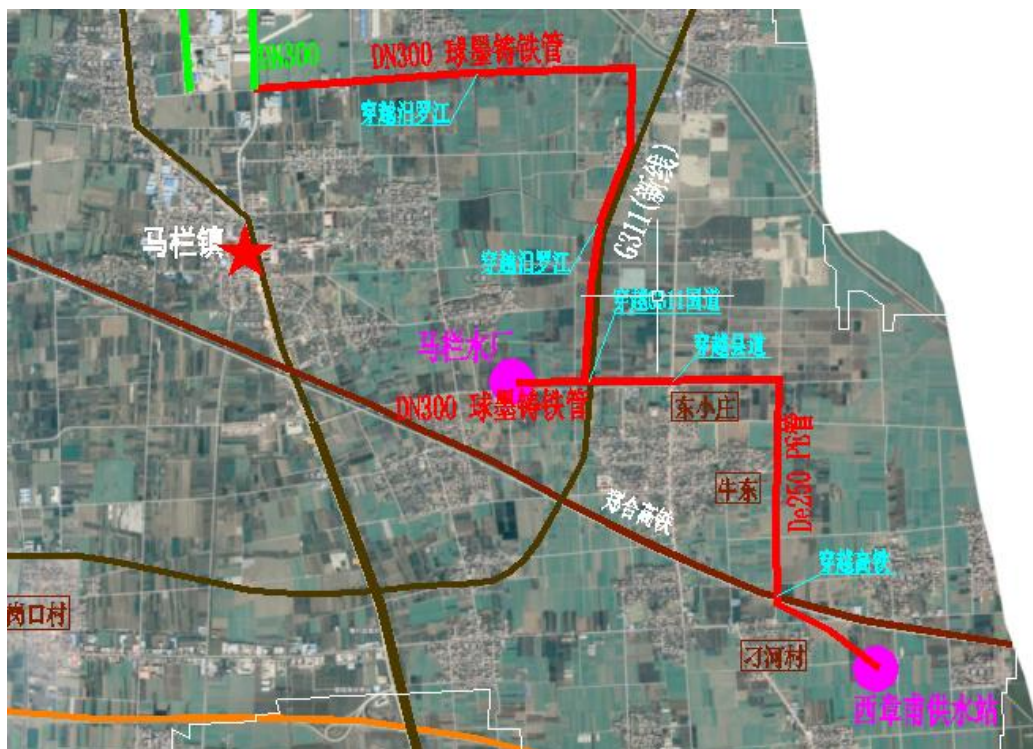 DN300
DN300 球墨铸铁管
穿越汨罗江
G311(新线)
马栏镇
穿越汨罗江
穿越G311国道
马栏水厂
穿越县道
DN300 球墨铸铁管
东小庄
牛东
De250 PE管
郑合高铁
穿越高铁
岗口村
刁河村
西章甫供水站